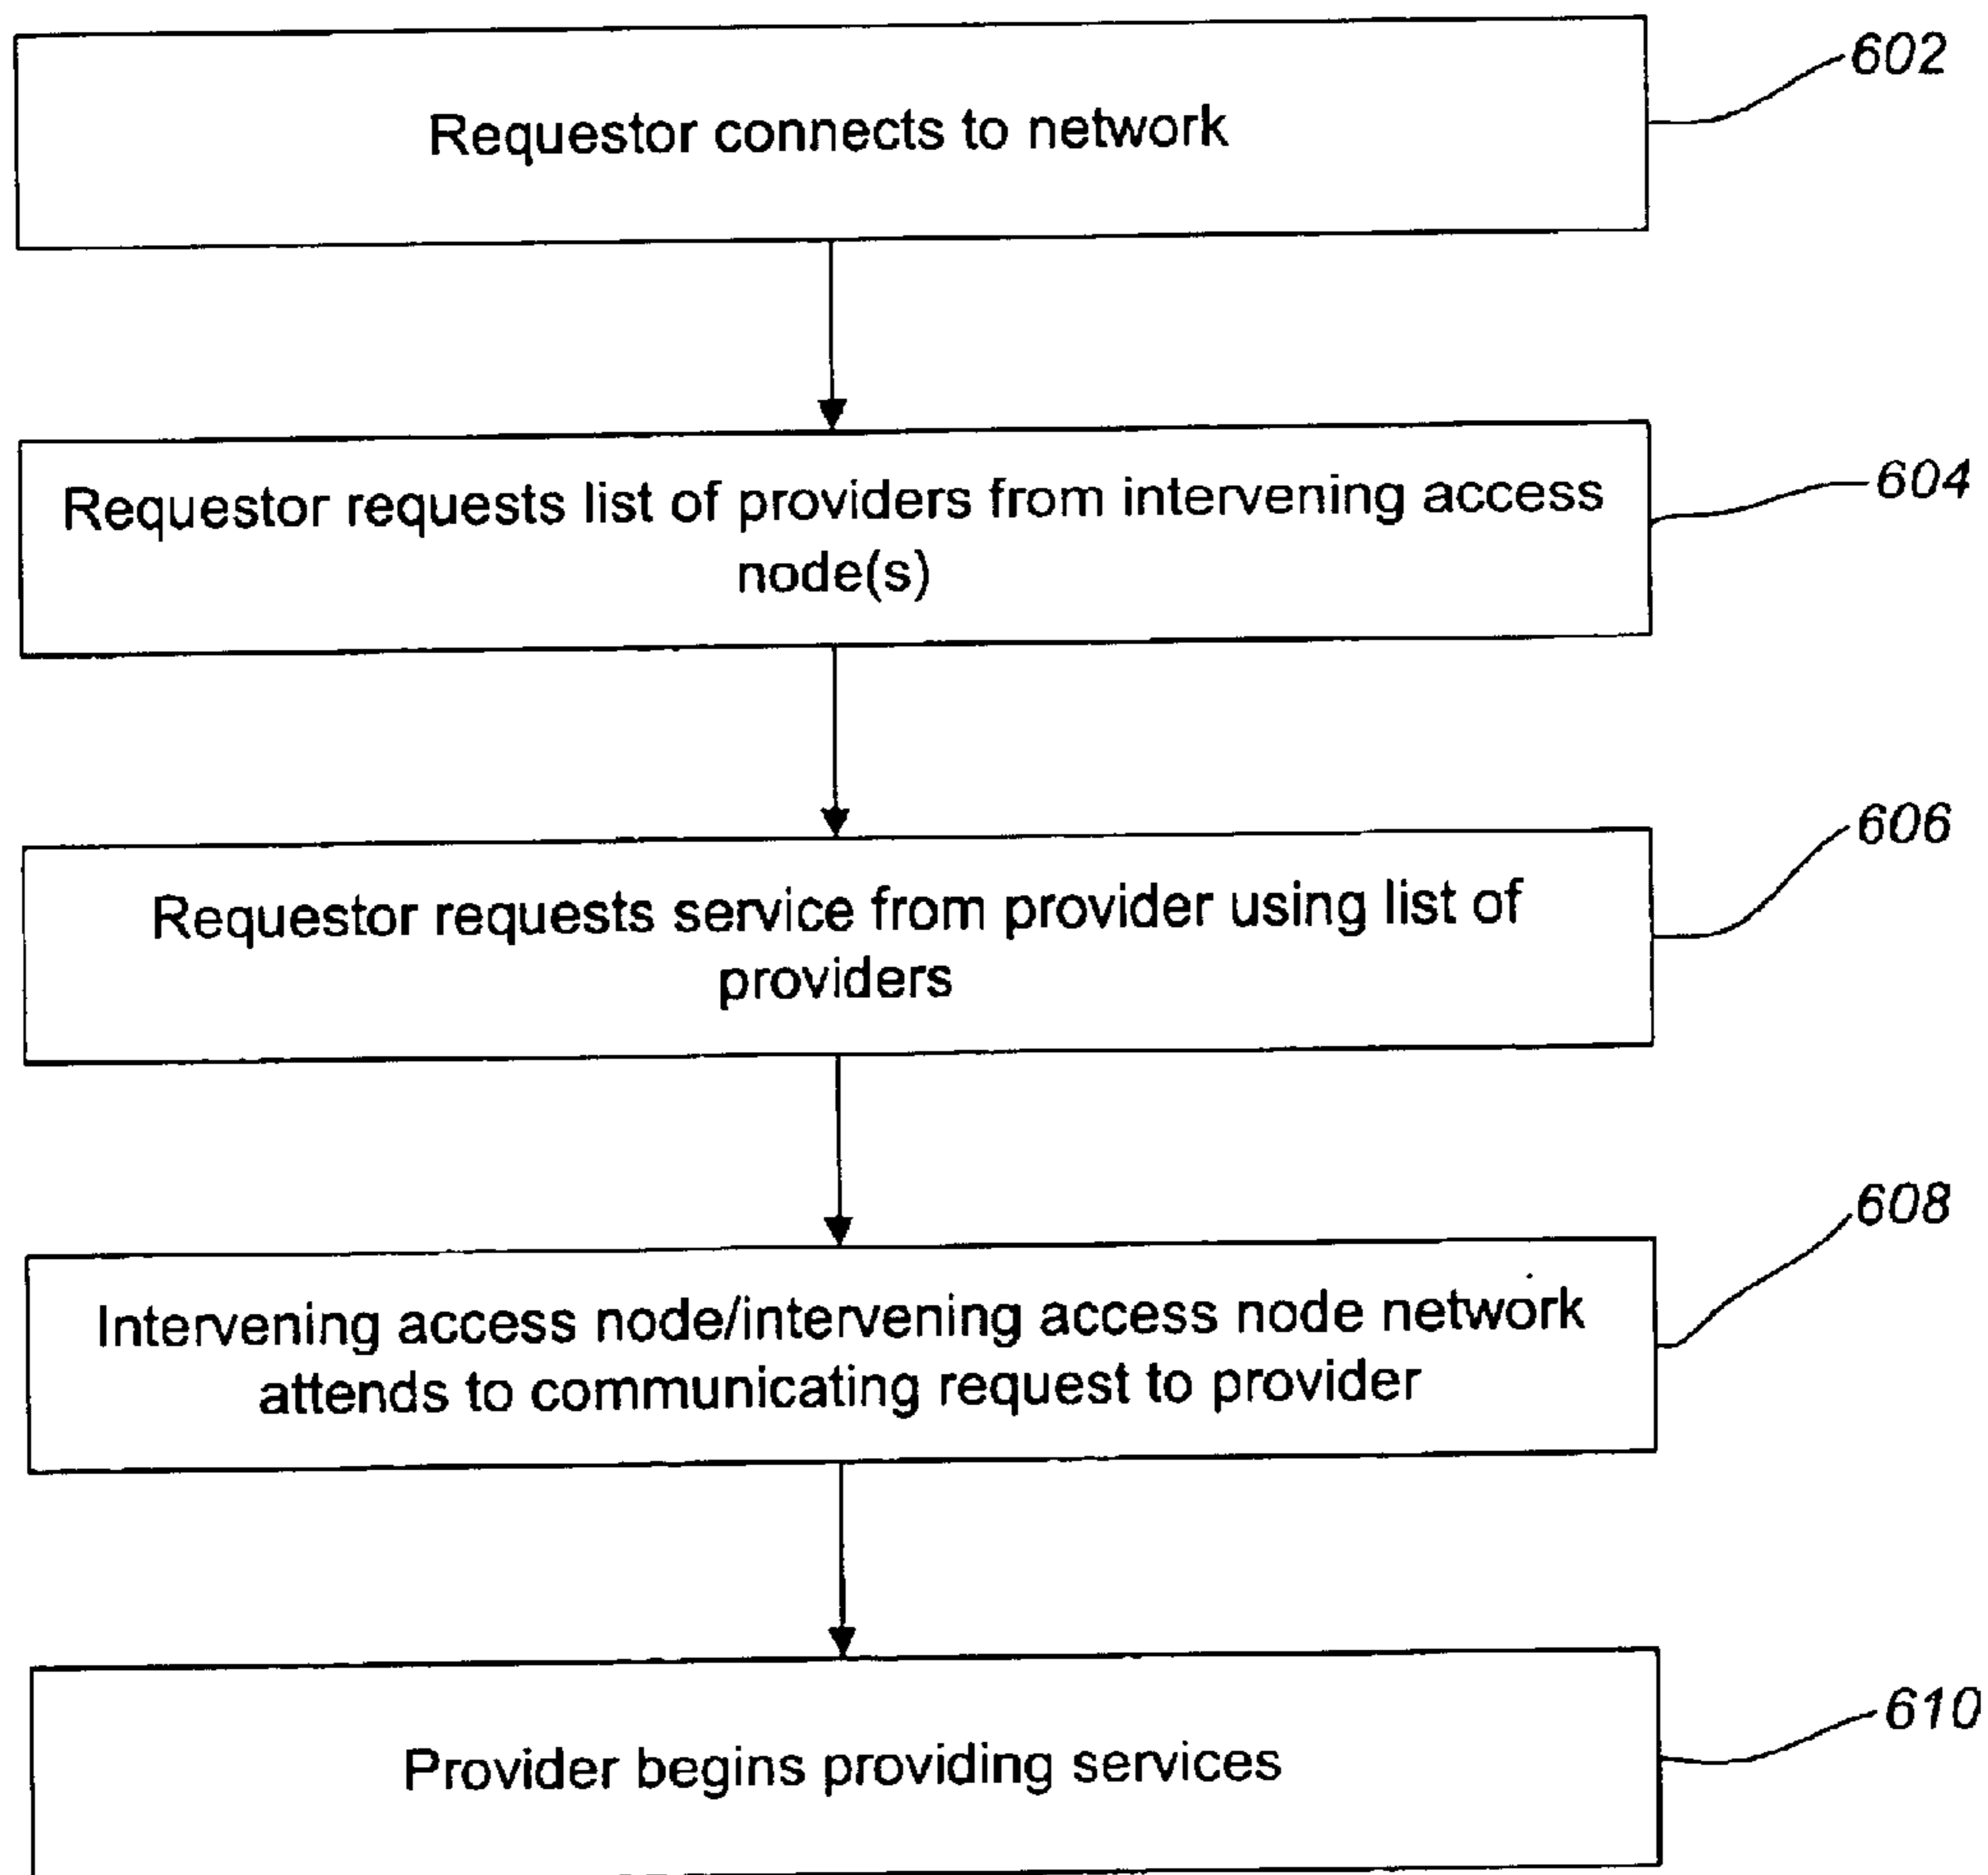 602
Requestor connects to network
604
Requestor requests list of providers from intervening access
node(s)
606
Requestor requests service from provider using list of
providers
608
Intervening access node/intervening access node network
attends to communicating request to provider
610
Provider begins providing services